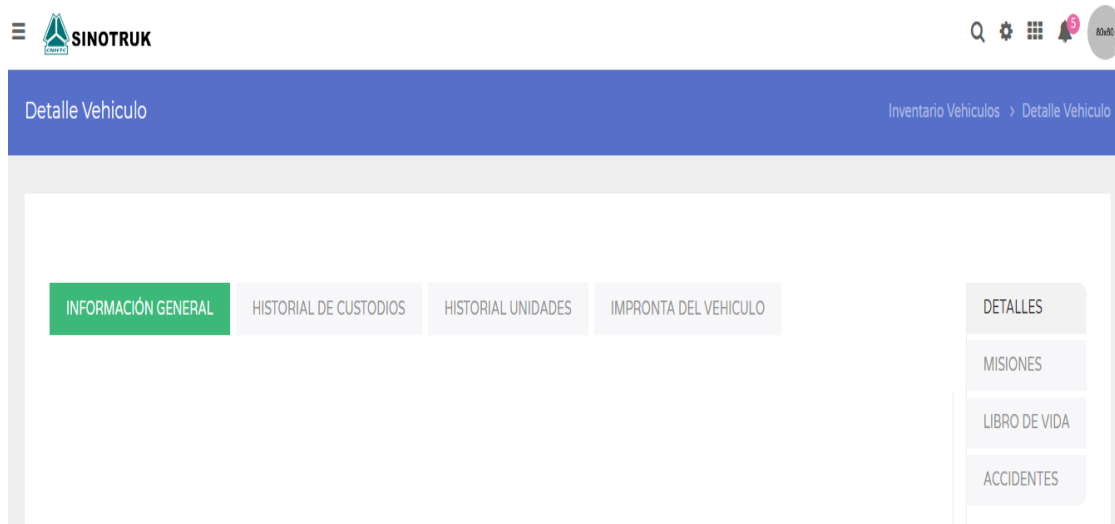 CNHTC
SINOTRUK
5
80x80
Detalle Vehiculo
Inventario Vehiculos > Detalle Vehiculo
INFORMACIÓN GENERAL
HISTORIAL DE CUSTODIOS
HISTORIAL UNIDADES
IMPRONTA DEL VEHICULO
DETALLES
MISIONES
LIBRO DE VIDA
ACCIDENTES